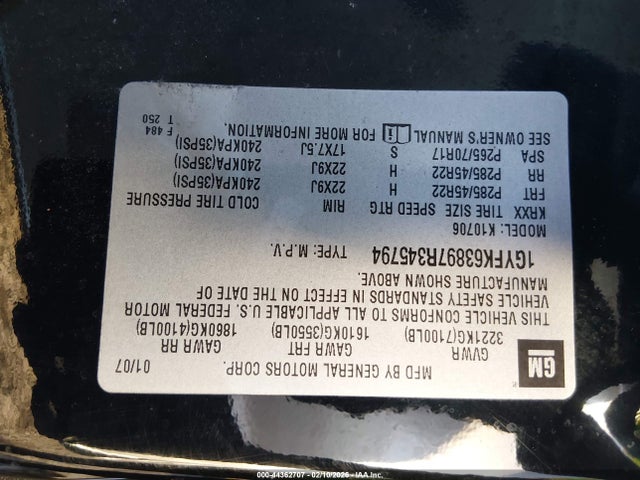 GM
MFD BY GENERAL MOTORS CORP. 01/07
GVWR GAWR FRT GAWR RR
3221KG(7100LB) 1610KG(3550LB) 1860KG(4100LB)
THIS VEHICLE CONFORMS TO ALL APPLICABLE U.S. FEDERAL MOTOR
VEHICLE SAFETY STANDARDS IN EFFECT ON THE DATE OF
MANUFACTURE SHOWN ABOVE.
1GYFK63897R345794 TYPE: M.P.V.
MODEL: K10706
KRXX TIRE SIZE SPEED RTG RIM COLD TIRE PRESSURE
FRT P285/45R22 H 22X9J 240KPA(35PSI)
RR P285/45R22 H 22X9J 240KPA(35PSI)
SPA P265/70R17 S 17X7.5J 240KPA(35PSI)
SEE OWNER'S MANUAL i FOR MORE INFORMATION.
F 484
T 250
000-44362707 - 02/10/2026 - IAA Inc.